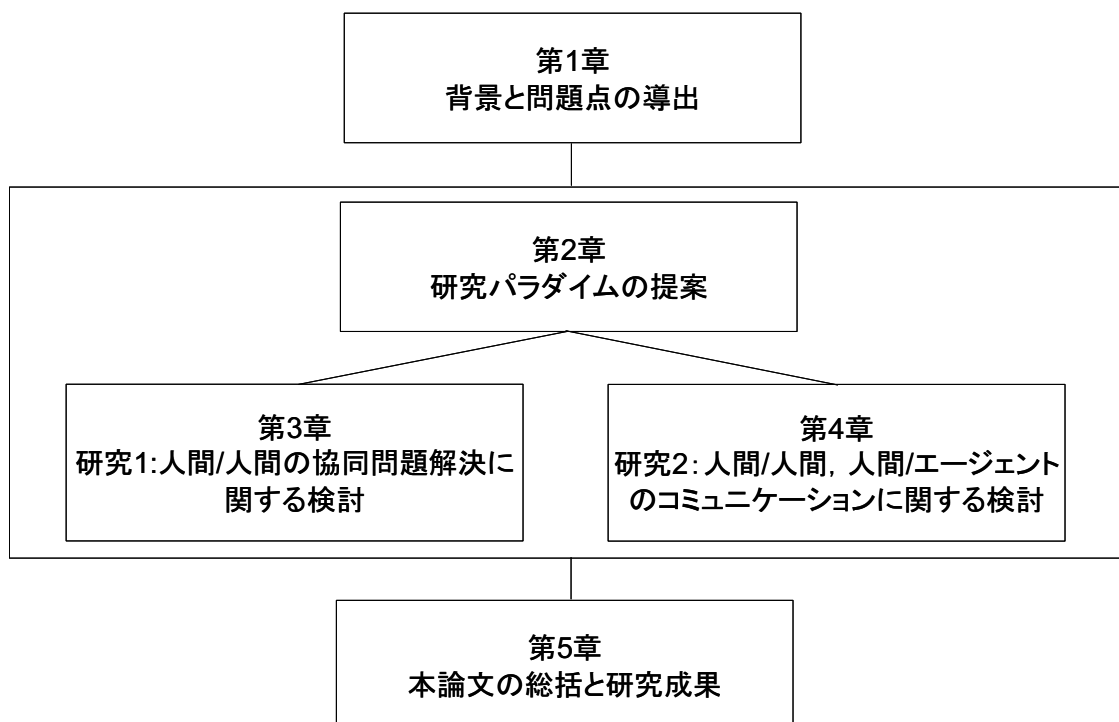 第1章
背景と問題点の導出
第2章
研究パラダイムの提案
第3章
研究1:人間/人間の協同問題解決に
関する検討
第4章
研究2：人間/人間，人間/エージェント
のコミュニケーションに関する検討
第5章
本論文の総括と研究成果